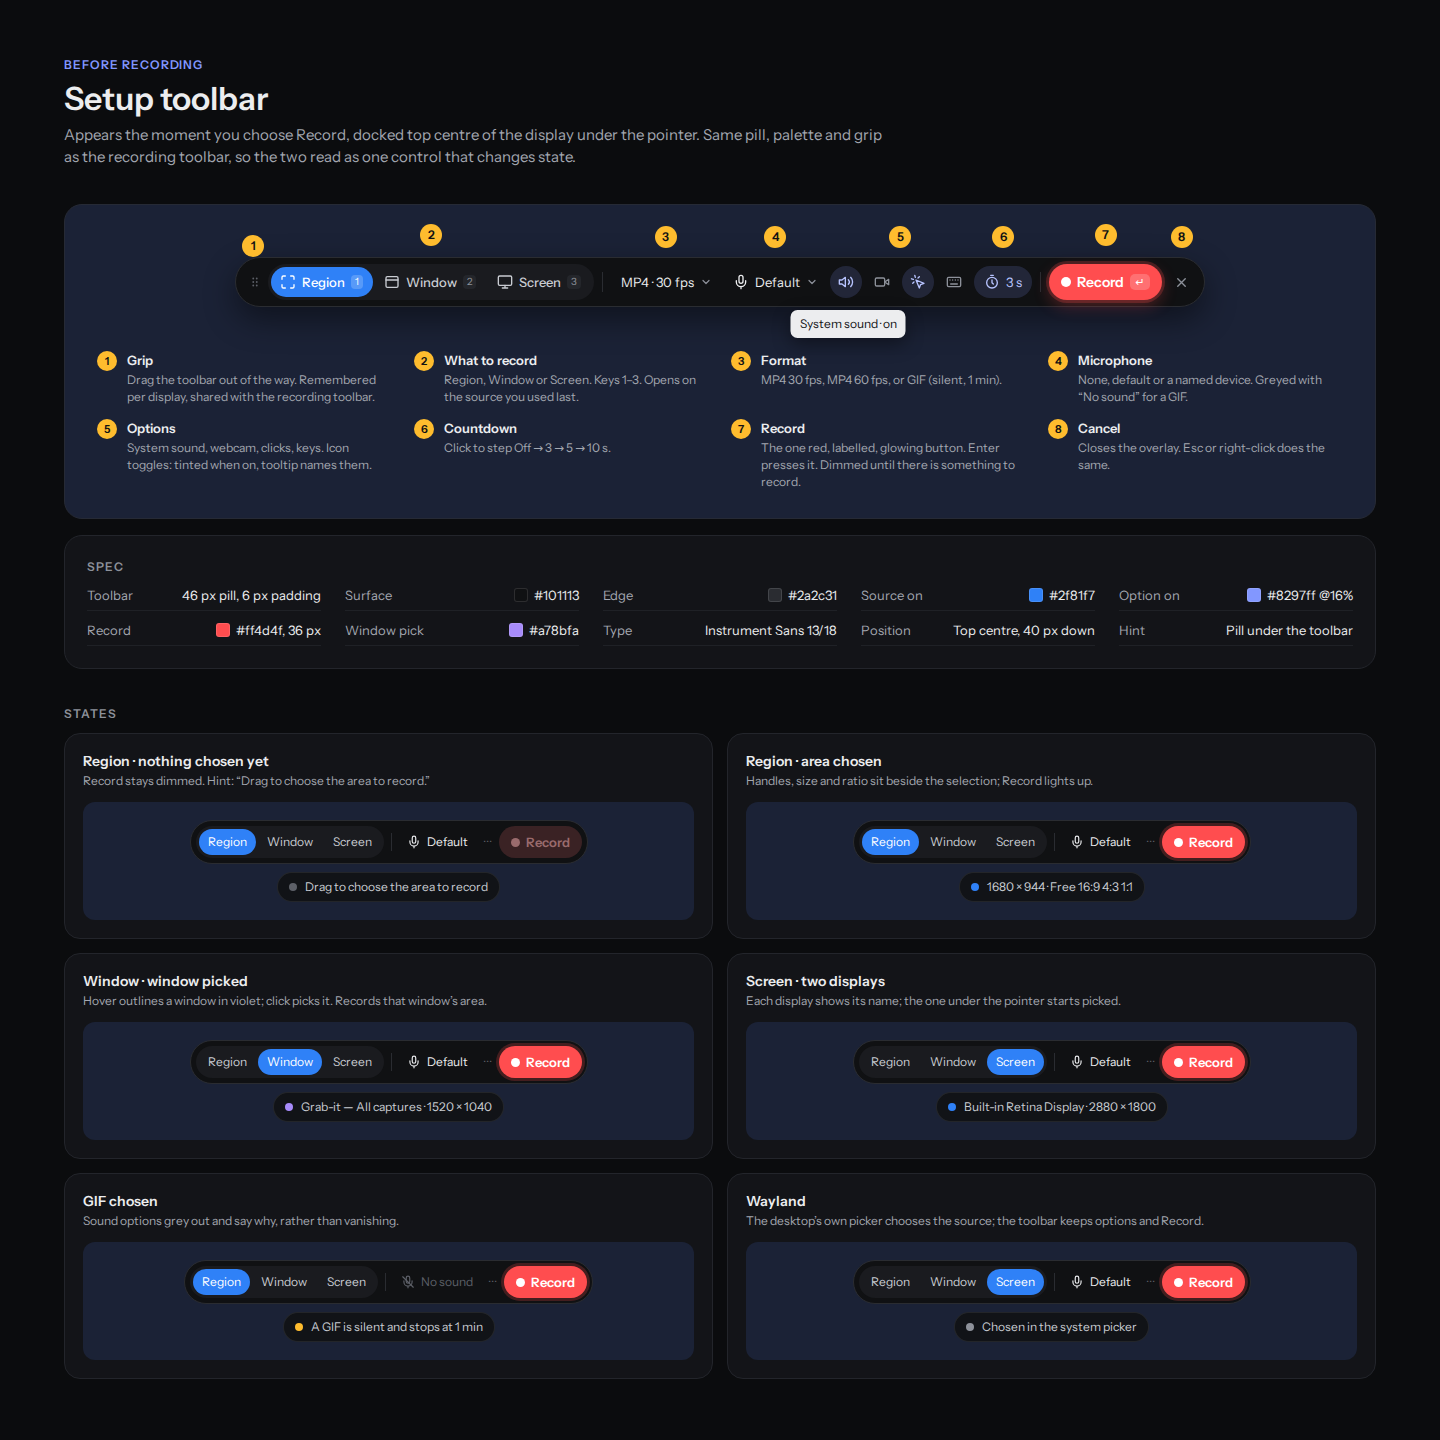 BEFORE RECORDING
Setup toolbar
Appears the moment you choose Record, docked top centre of the display under the pointer. Same pill, palette and grip
as the recording toolbar, so the two read as one control that changes state.
1 2 3 4 5 6 7 8
Region 1 Window 2 Screen 3 MP4 · 30 fps Default 3 s Record ↵ ×
System sound · on
1 Grip
Drag the toolbar out of the way. Remembered
per display, shared with the recording toolbar.
2 What to record
Region, Window or Screen. Keys 1–3. Opens on
the source you used last.
3 Format
MP4 30 fps, MP4 60 fps, or GIF (silent, 1 min).
4 Microphone
None, default or a named device. Greyed with
“No sound” for a GIF.
5 Options
System sound, webcam, clicks, keys. Icon
toggles: tinted when on, tooltip names them.
6 Countdown
Click to step Off → 3 → 5 → 10 s.
7 Record
The one red, labelled, glowing button. Enter
presses it. Dimmed until there is something to
record.
8 Cancel
Closes the overlay. Esc or right-click does the
same.
SPEC
Toolbar 46 px pill, 6 px padding
Surface #101113
Edge #2a2c31
Source on #2f81f7
Option on #8297ff @16%
Record #ff4d4f, 36 px
Window pick #a78bfa
Type Instrument Sans 13/18
Position Top centre, 40 px down
Hint Pill under the toolbar
STATES
Region · nothing chosen yet
Record stays dimmed. Hint: “Drag to choose the area to record.”
Region Window Screen Default ··· Record
Drag to choose the area to record
Region · area chosen
Handles, size and ratio sit beside the selection; Record lights up.
Region Window Screen Default ··· Record
1680 × 944 · Free 16:9 4:3 1:1
Window · window picked
Hover outlines a window in violet; click picks it. Records that window’s area.
Region Window Screen Default ··· Record
Grab-it — All captures · 1520 × 1040
Screen · two displays
Each display shows its name; the one under the pointer starts picked.
Region Window Screen Default ··· Record
Built-in Retina Display · 2880 × 1800
GIF chosen
Sound options grey out and say why, rather than vanishing.
Region Window Screen No sound ··· Record
A GIF is silent and stops at 1 min
Wayland
The desktop’s own picker chooses the source; the toolbar keeps options and Record.
Region Window Screen Default ··· Record
Chosen in the system picker